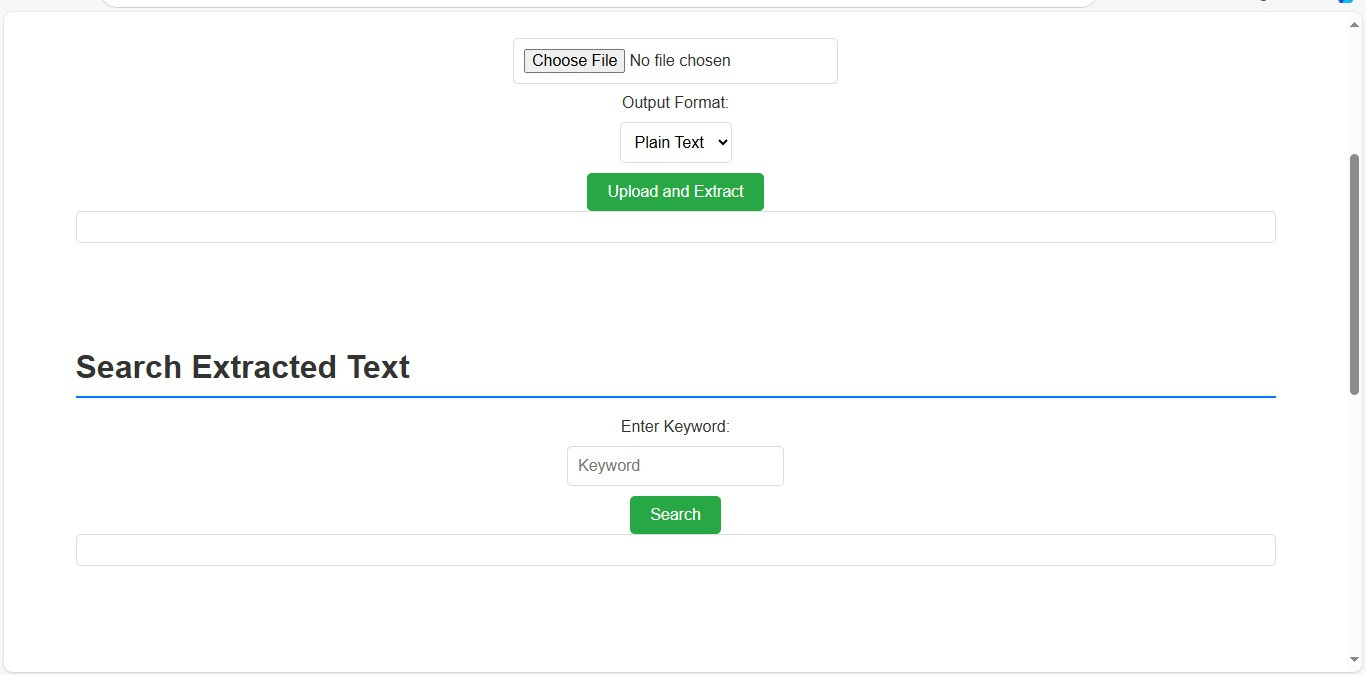 Choose File No file chosen
Output Format:
Plain Text
Upload and Extract
Search Extracted Text
Enter Keyword:
Keyword
Search